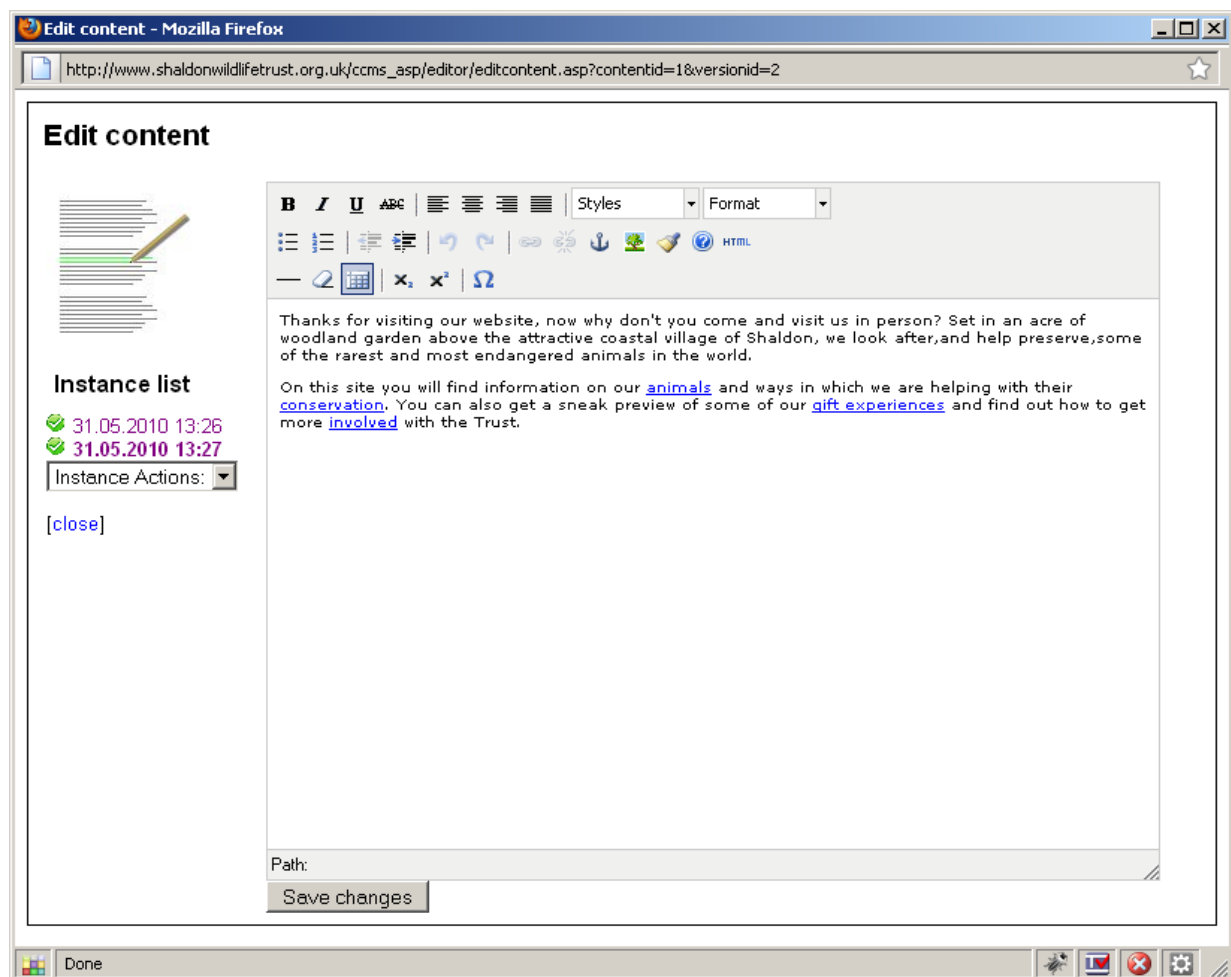 Edit content - Mozilla Firefox
http://www.shaldonwildlifetrust.org.uk/ccms_asp/editor/editcontent.asp?contentid=1&versionid=2
Edit content
B I U ABC Styles Format
HTML
x₂ x² Ω
Thanks for visiting our website, now why don't you come and visit us in person? Set in an acre of
woodland garden above the attractive coastal village of Shaldon, we look after,and help preserve,some
of the rarest and most endangered animals in the world.
On this site you will find information on our animals and ways in which we are helping with their
conservation. You can also get a sneak preview of some of our gift experiences and find out how to get
more involved with the Trust.
Instance list
31.05.2010 13:26
31.05.2010 13:27
Instance Actions:
[close]
Path:
Save changes
Done